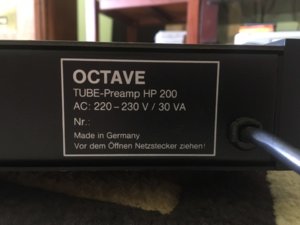 OCTAVE
TUBE-Preamp HP 200
AC: 220 – 230 V / 30 VA
Nr.:
Made in Germany
Vor dem Öffnen Netzstecker ziehen!